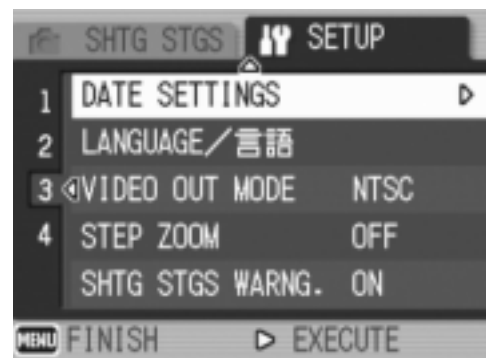 SHTG STGS SETUP
1 DATE SETTINGS
2 LANGUAGE/言語
3 VIDEO OUT MODE NTSC
4 STEP ZOOM OFF
SHTG STGS WARNG. ON
MENU FINISH EXECUTE